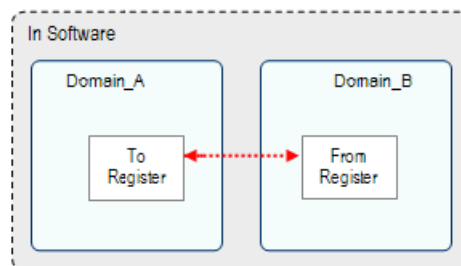 In Software
Domain_A
Domain_B
To
Register
From
Register